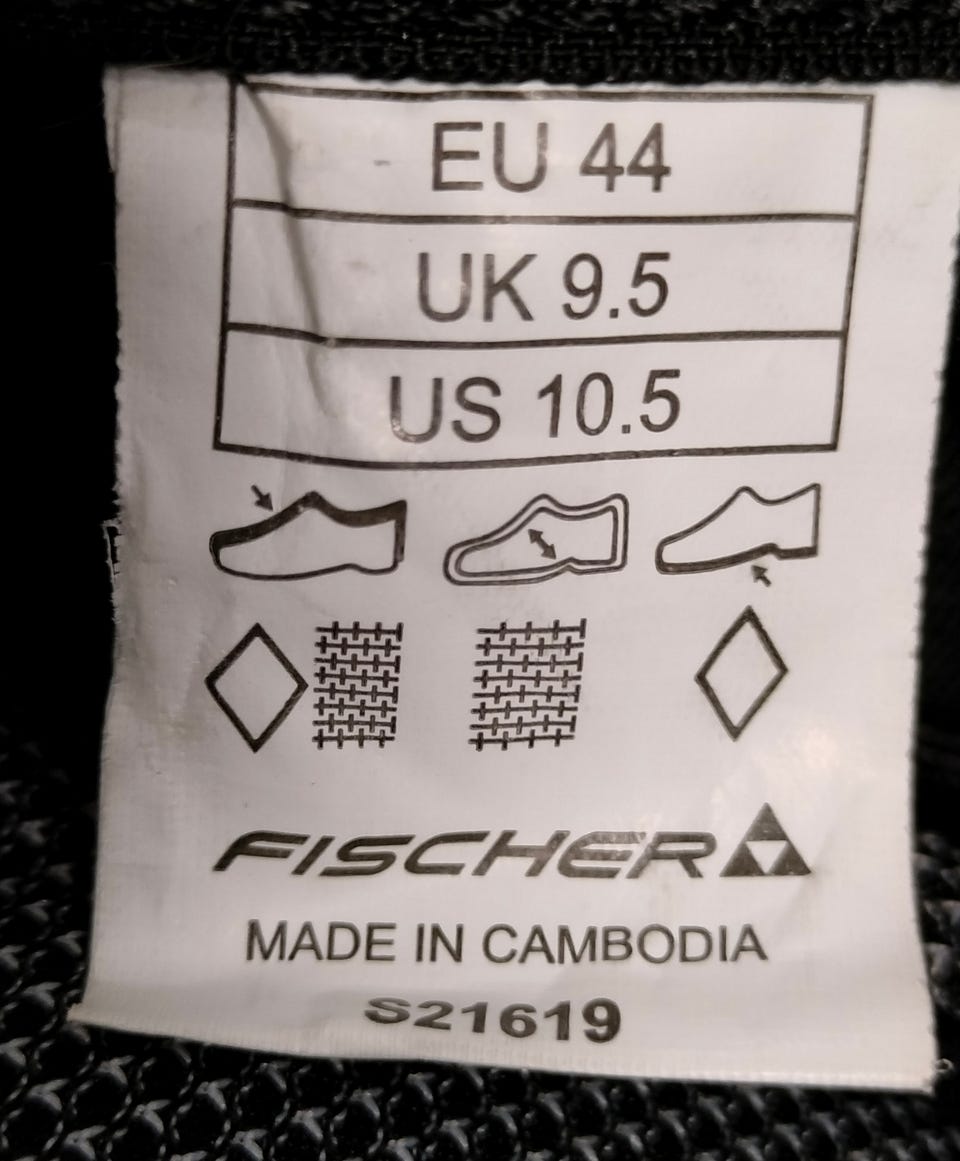 EU 44
UK 9.5
US 10.5
FISCHER
MADE IN CAMBODIA
S21619